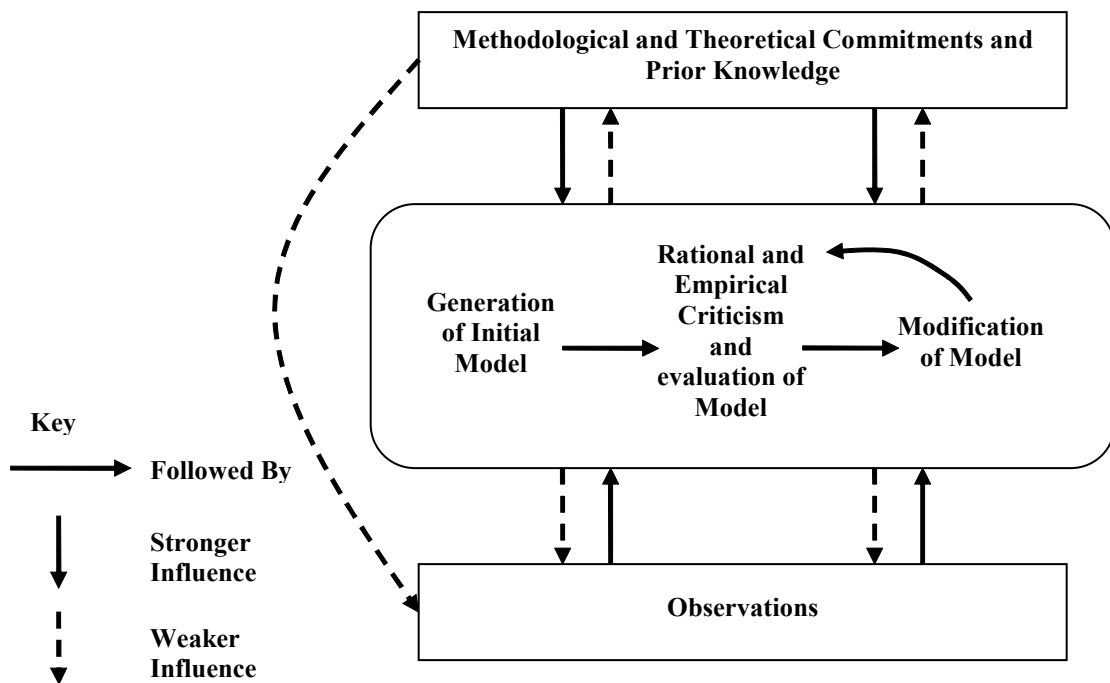 Methodological and Theoretical Commitments and
Prior Knowledge
Generation
of Initial
Model
Rational and
Empirical
Criticism
and
evaluation of
Model
Modification
of Model
Key
Followed By
Stronger
Influence
Weaker
Influence
Observations